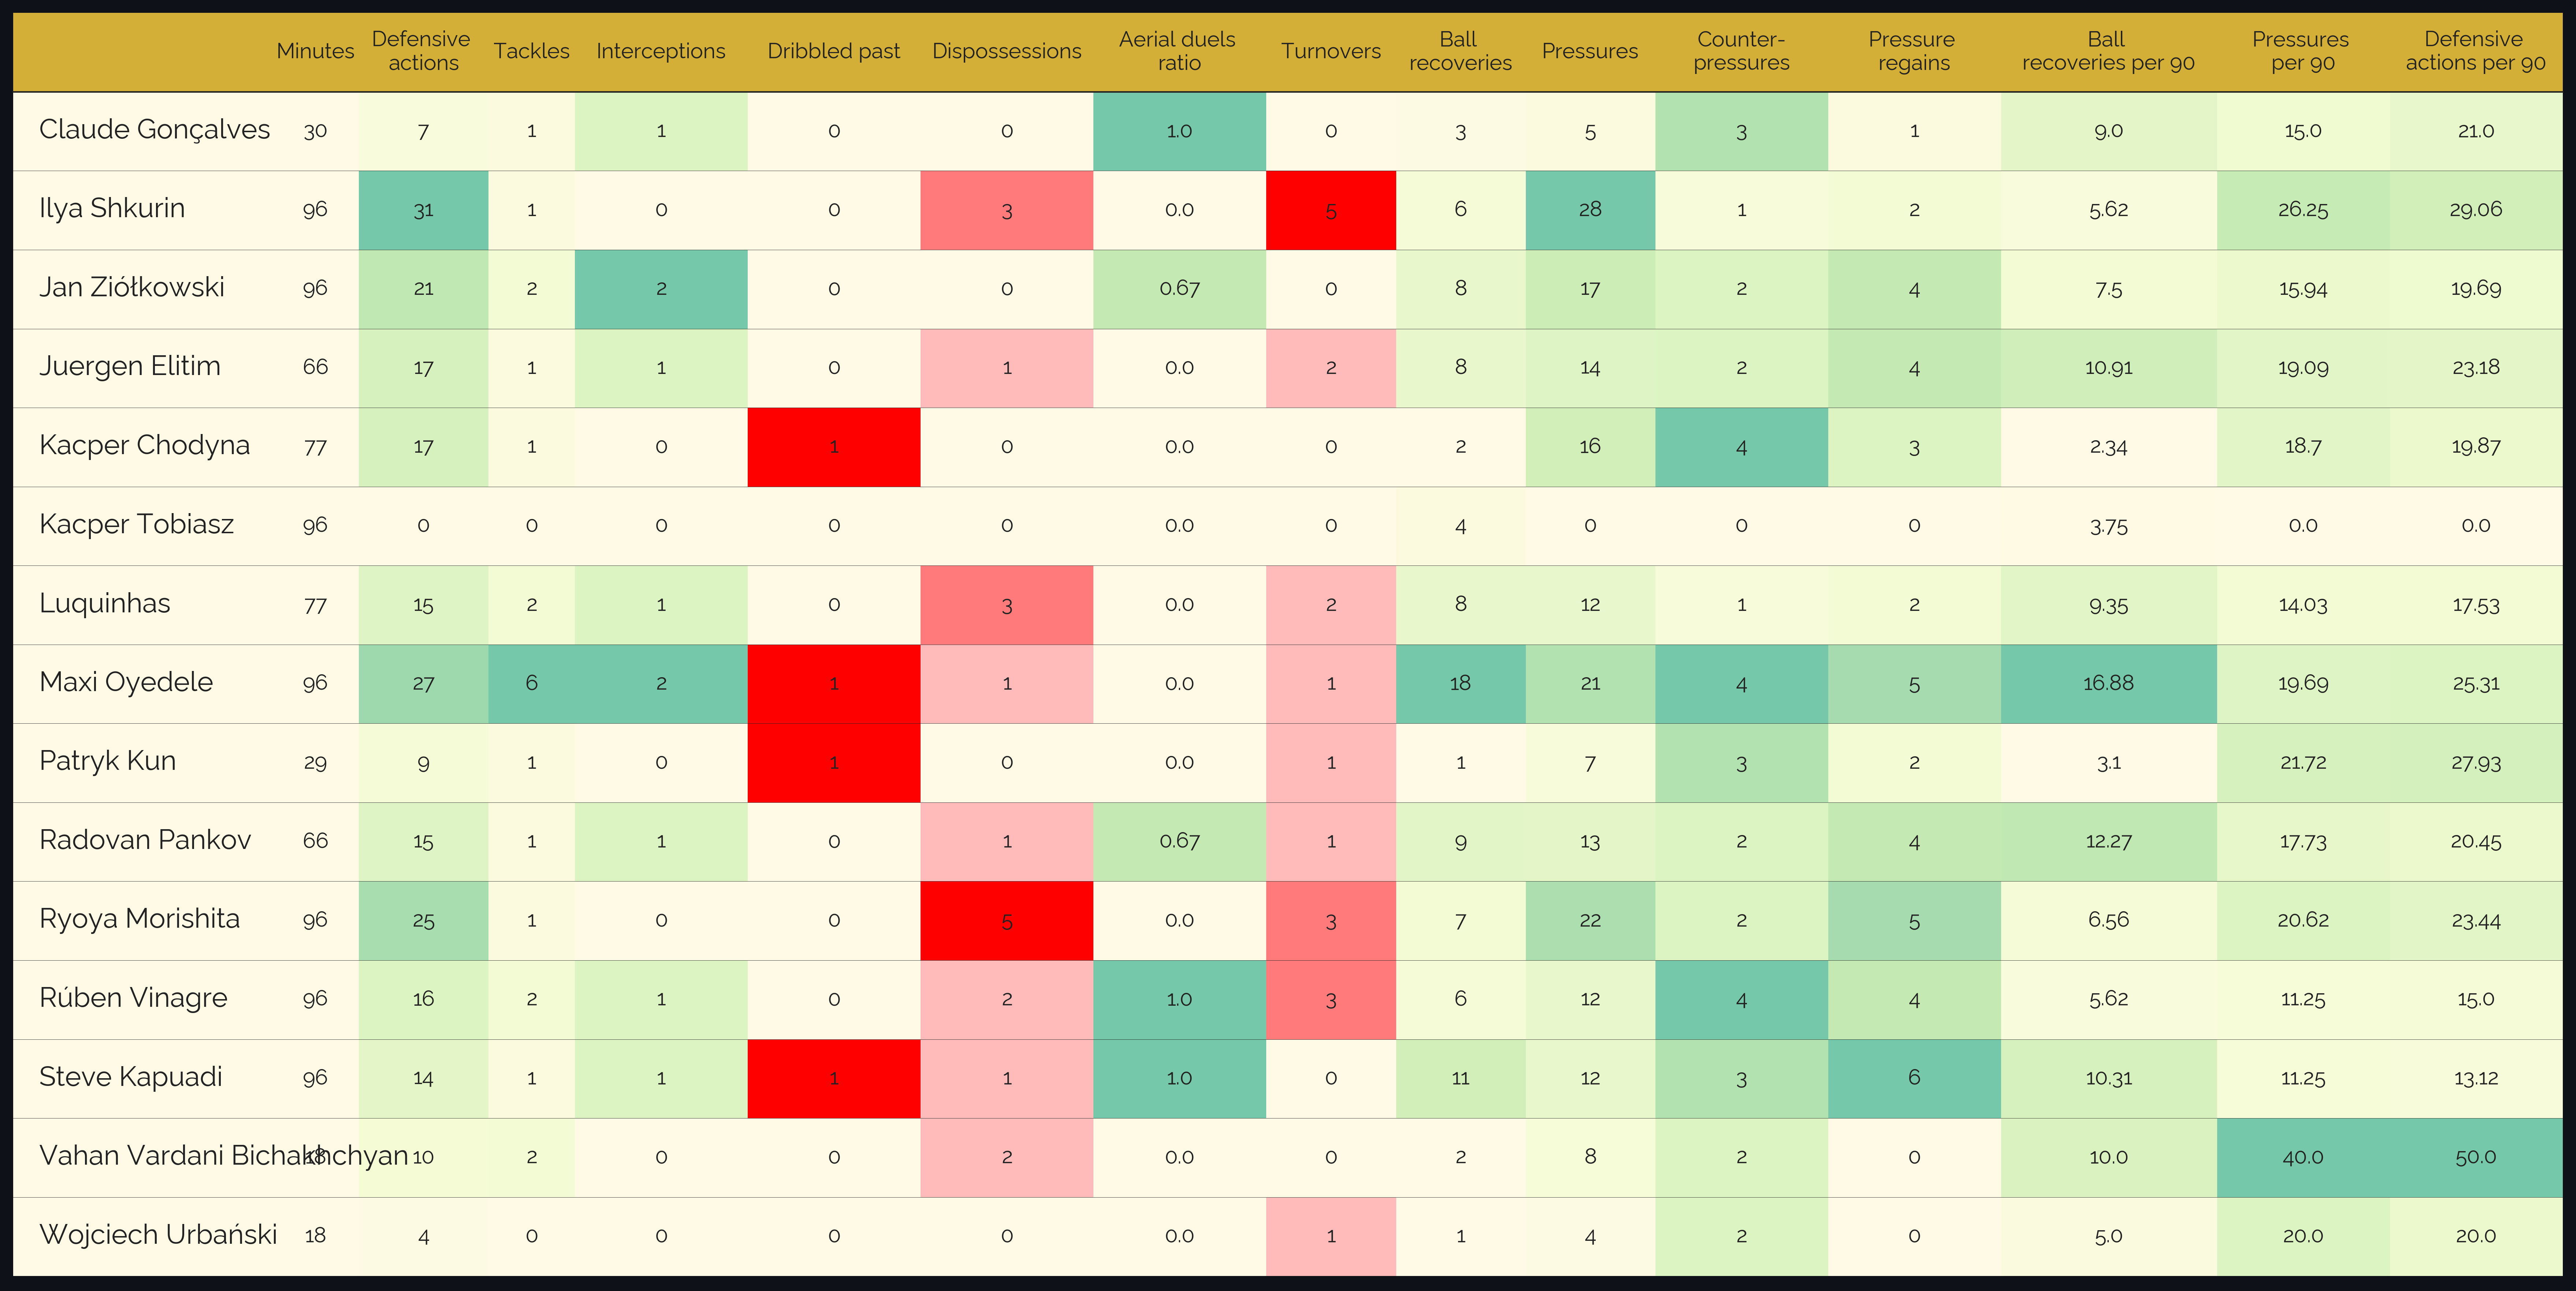 Minutes Defensive actions Tackles Interceptions Dribbled past Dispossessions Aerial duels ratio Turnovers Ball recoveries Pressures Counter-pressures Pressure regains Ball recoveries per 90 Pressures per 90 Defensive actions per 90
Claude Gonçalves 30 7 1 1 0 0 1.0 0 3 5 3 1 9.0 15.0 21.0
Ilya Shkurin 96 31 1 0 0 3 0.0 5 6 28 1 2 5.62 26.25 29.06
Jan Ziółkowski 96 21 2 2 0 0 0.67 0 8 17 2 4 7.5 15.94 19.69
Juergen Elitim 66 17 1 1 0 1 0.0 2 8 14 2 4 10.91 19.09 23.18
Kacper Chodyna 77 17 1 0 1 0 0.0 0 2 16 4 3 2.34 18.7 19.87
Kacper Tobiasz 96 0 0 0 0 0 0.0 0 4 0 0 0 3.75 0.0 0.0
Luquinhas 77 15 2 1 0 3 0.0 2 8 12 1 2 9.35 14.03 17.53
Maxi Oyedele 96 27 6 2 1 1 0.0 1 18 21 4 5 16.88 19.69 25.31
Patryk Kun 29 9 1 0 1 0 0.0 1 1 7 3 2 3.1 21.72 27.93
Radovan Pankov 66 15 1 1 0 1 0.67 1 9 13 2 4 12.27 17.73 20.45
Ryoya Morishita 96 25 1 0 0 5 0.0 3 7 22 2 5 6.56 20.62 23.44
Rúben Vinagre 96 16 2 1 0 2 1.0 3 6 12 4 4 5.62 11.25 15.0
Steve Kapuadi 96 14 1 1 1 1 1.0 0 11 12 3 6 10.31 11.25 13.12
Vahan Vardani Bichakhchyan 18 10 2 0 0 2 0.0 0 2 8 2 0 10.0 40.0 50.0
Wojciech Urbański 18 4 0 0 0 0 0.0 1 1 4 2 0 5.0 20.0 20.0